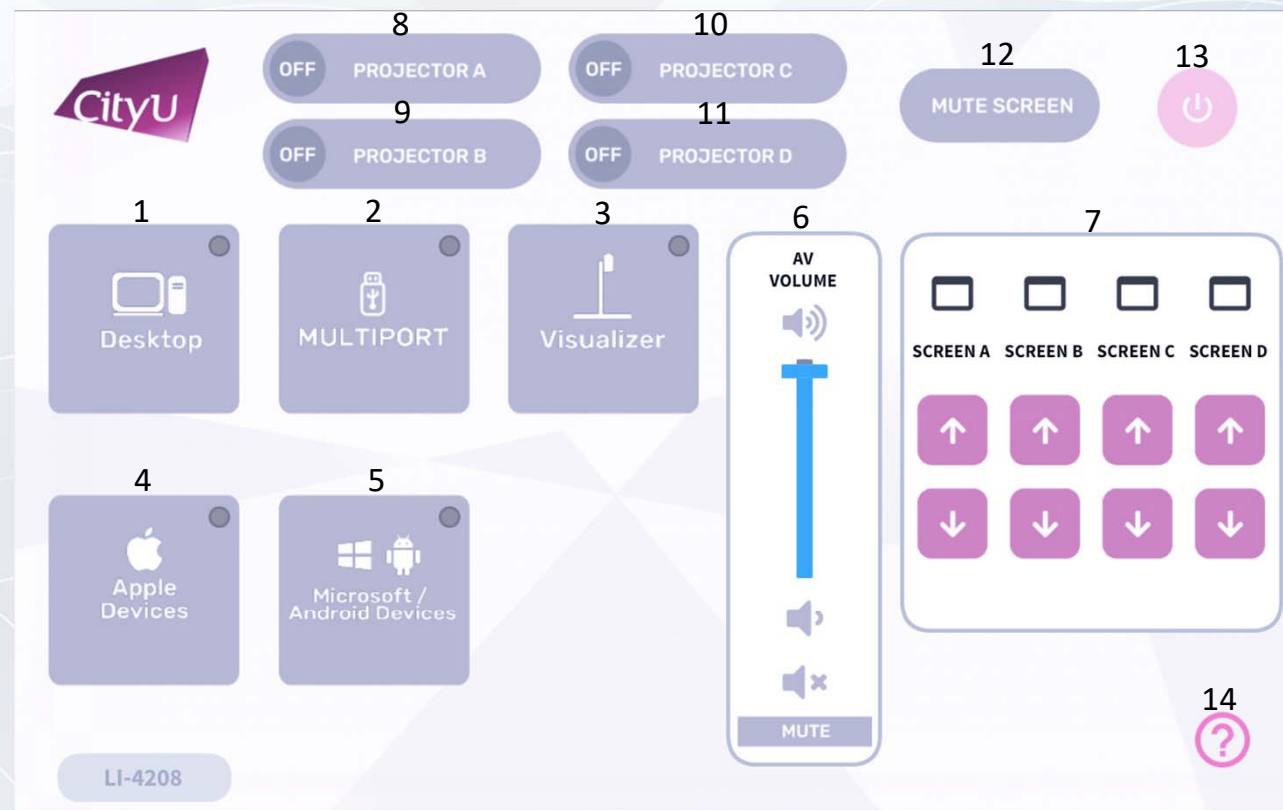 8
10
12
13
CityU
OFF PROJECTOR A
OFF PROJECTOR C
MUTE SCREEN
9
11
OFF PROJECTOR B
OFF PROJECTOR D
1
2
3
6
7
Desktop
MULTIPORT
Visualizer
AV
VOLUME
SCREEN A SCREEN B SCREEN C SCREEN D
4
5
Apple
Devices
Microsoft /
Android Devices
MUTE
14
?
LI-4208